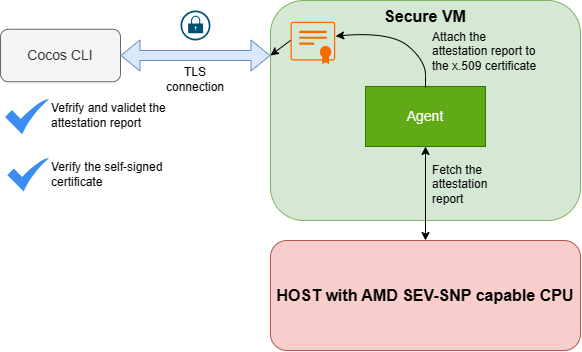 Secure VM
Cocos CLI
TLS
connection
Attach the
attestation report to
the x.509 certificate
Vefrify and validet the
attestation report
Agent
Verify the self-signed
certificate
Fetch the
attestation
report
HOST with AMD SEV-SNP capable CPU